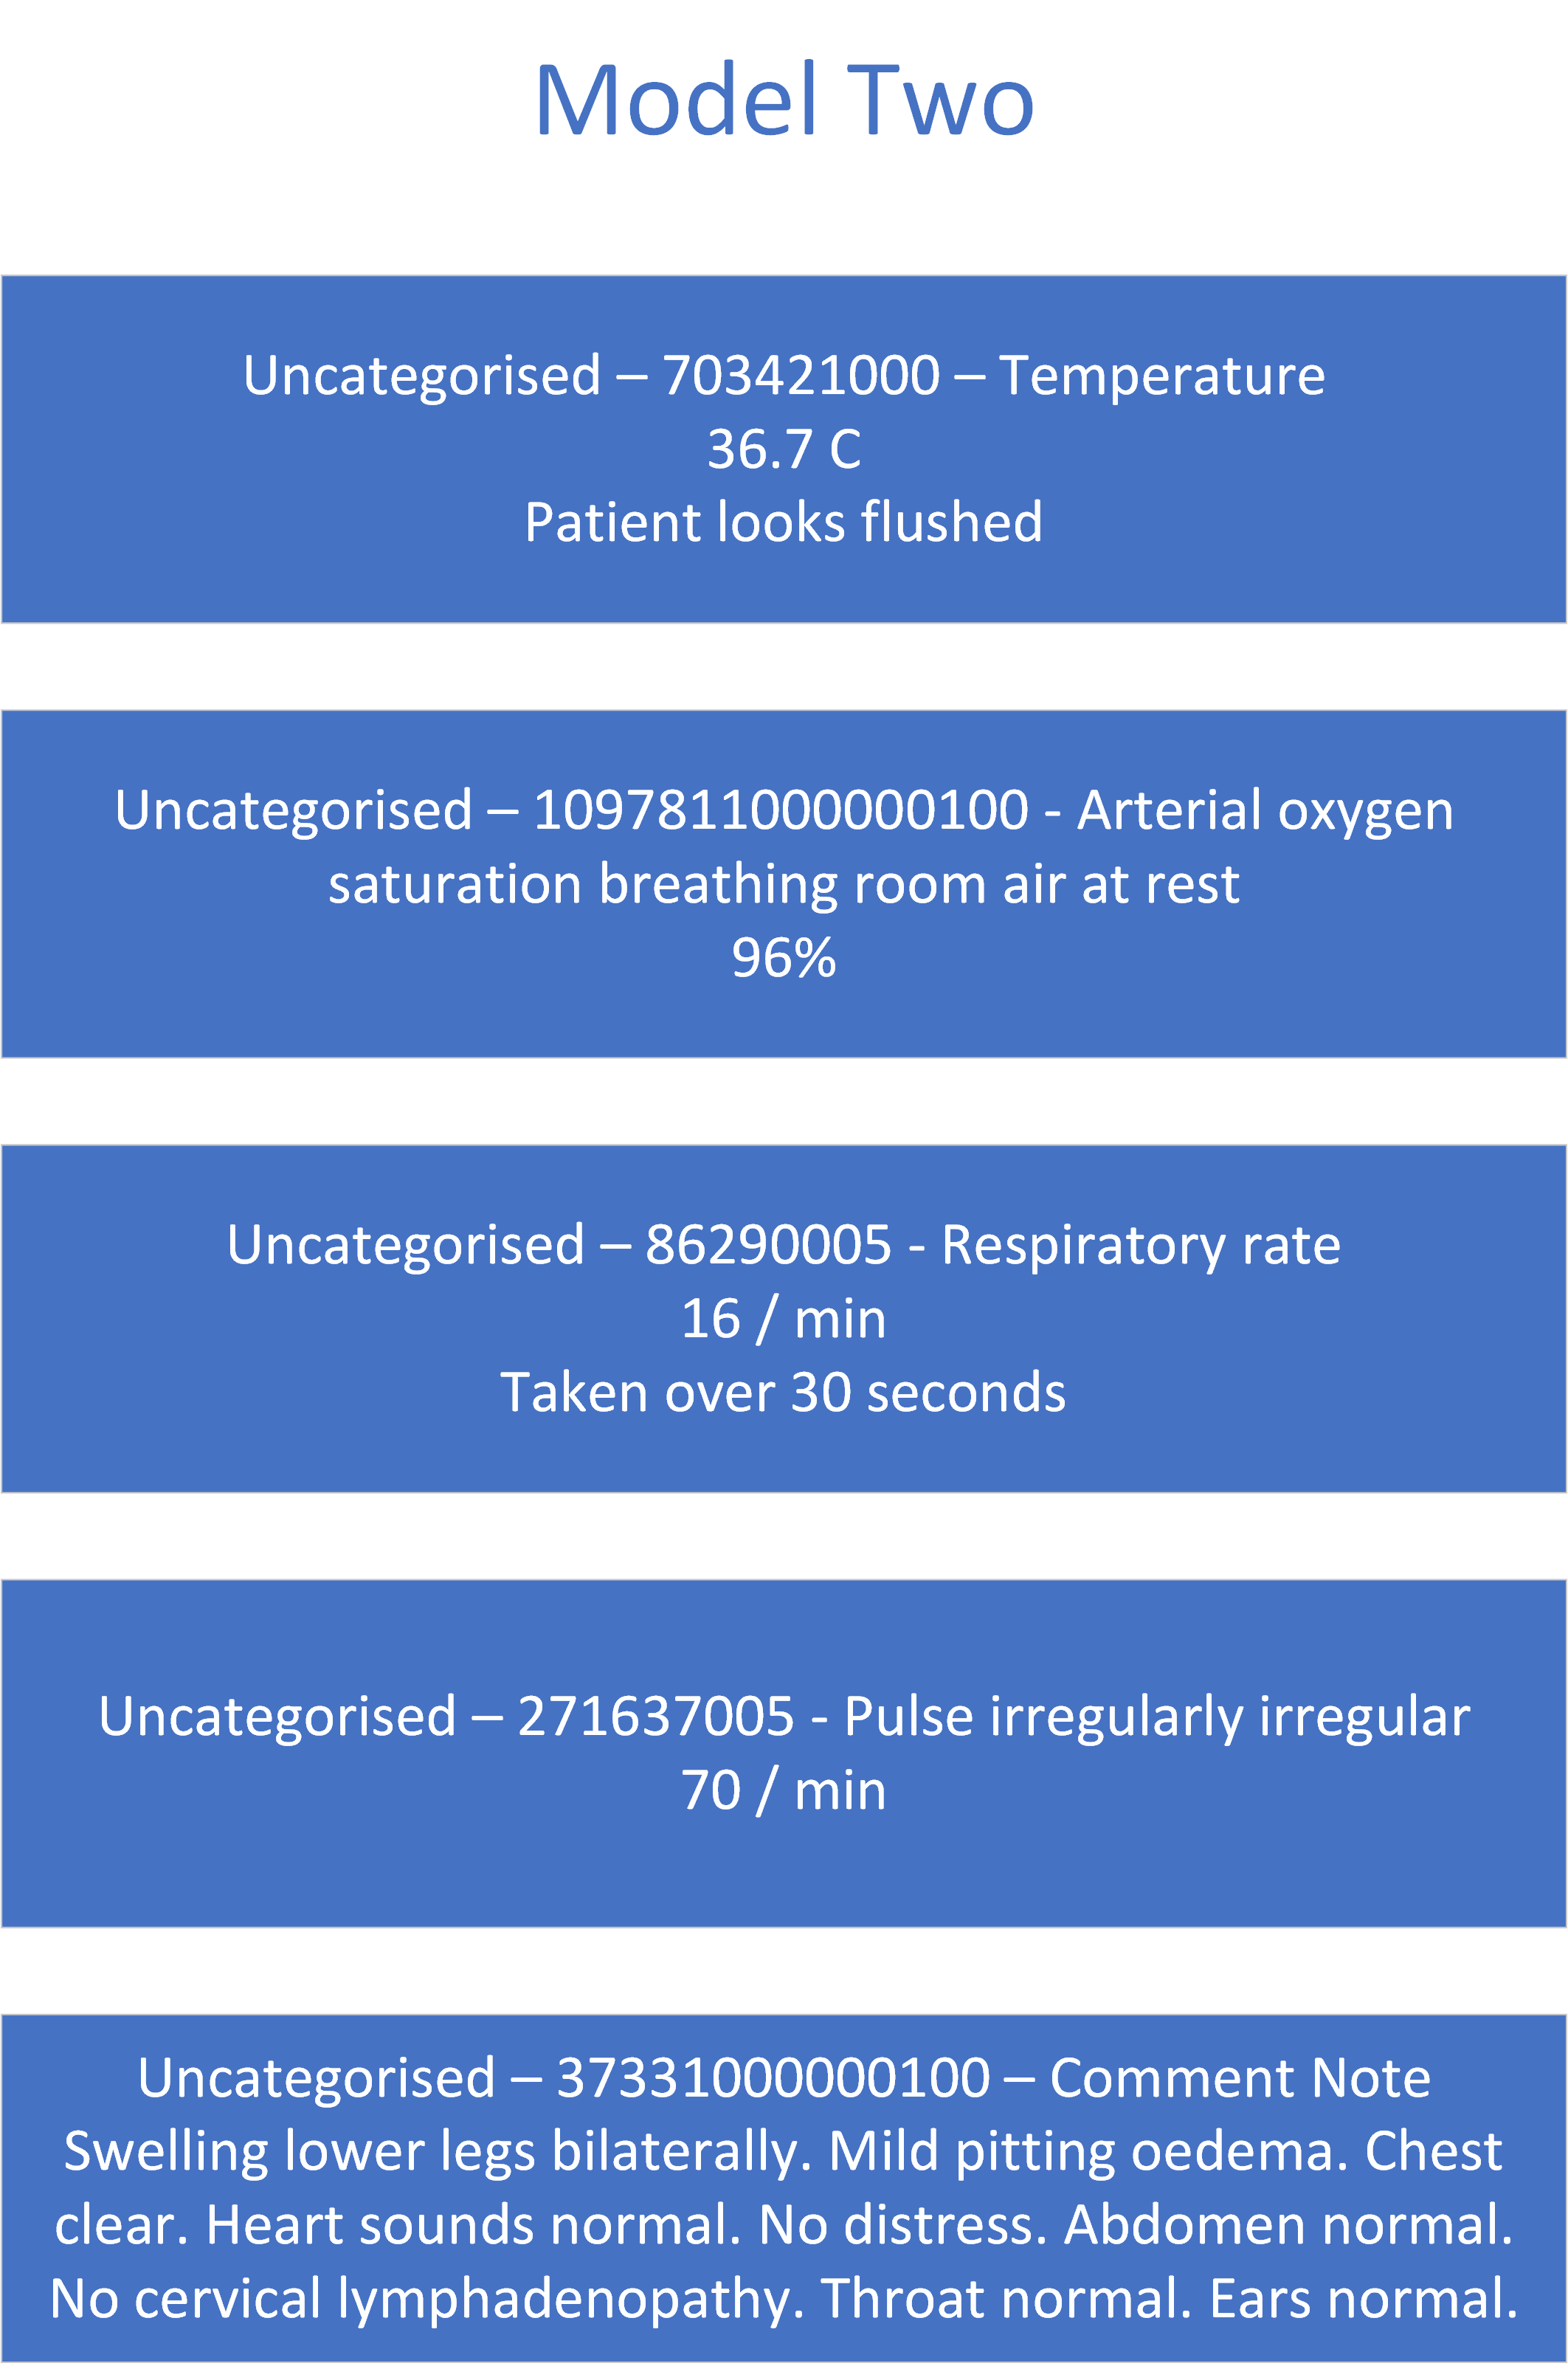 Model Two
Uncategorised – 703421000 – Temperature
36.7 C
Patient looks flushed
Uncategorised – 1097811000000100 - Arterial oxygen
saturation breathing room air at rest
96%
Uncategorised – 86290005 - Respiratory rate
16 / min
Taken over 30 seconds
Uncategorised – 271637005 - Pulse irregularly irregular
70 / min
Uncategorised – 37331000000100 – Comment Note
Swelling lower legs bilaterally. Mild pitting oedema. Chest
clear. Heart sounds normal. No distress. Abdomen normal.
No cervical lymphadenopathy. Throat normal. Ears normal.